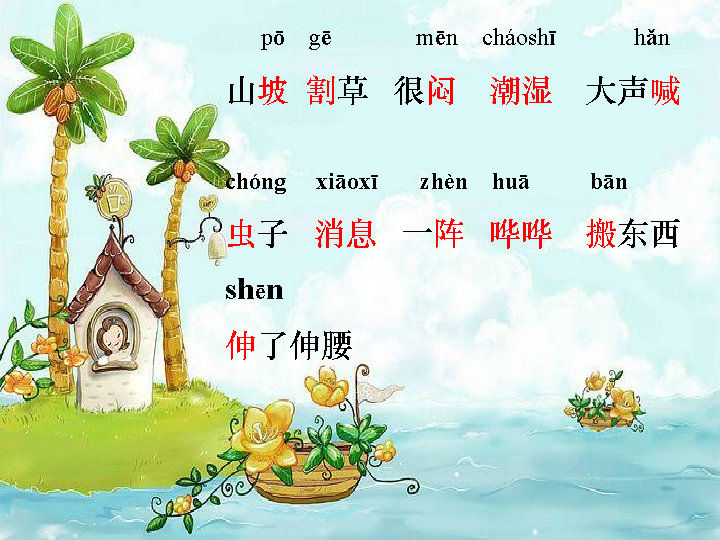 pō gē mēn cháoshī hǎn
山坡 割草 很闷 潮湿 大声喊
chóng xiāoxī zhèn huā bān
虫子 消息 一阵 哗哗 搬东西
shēn
伸了伸腰